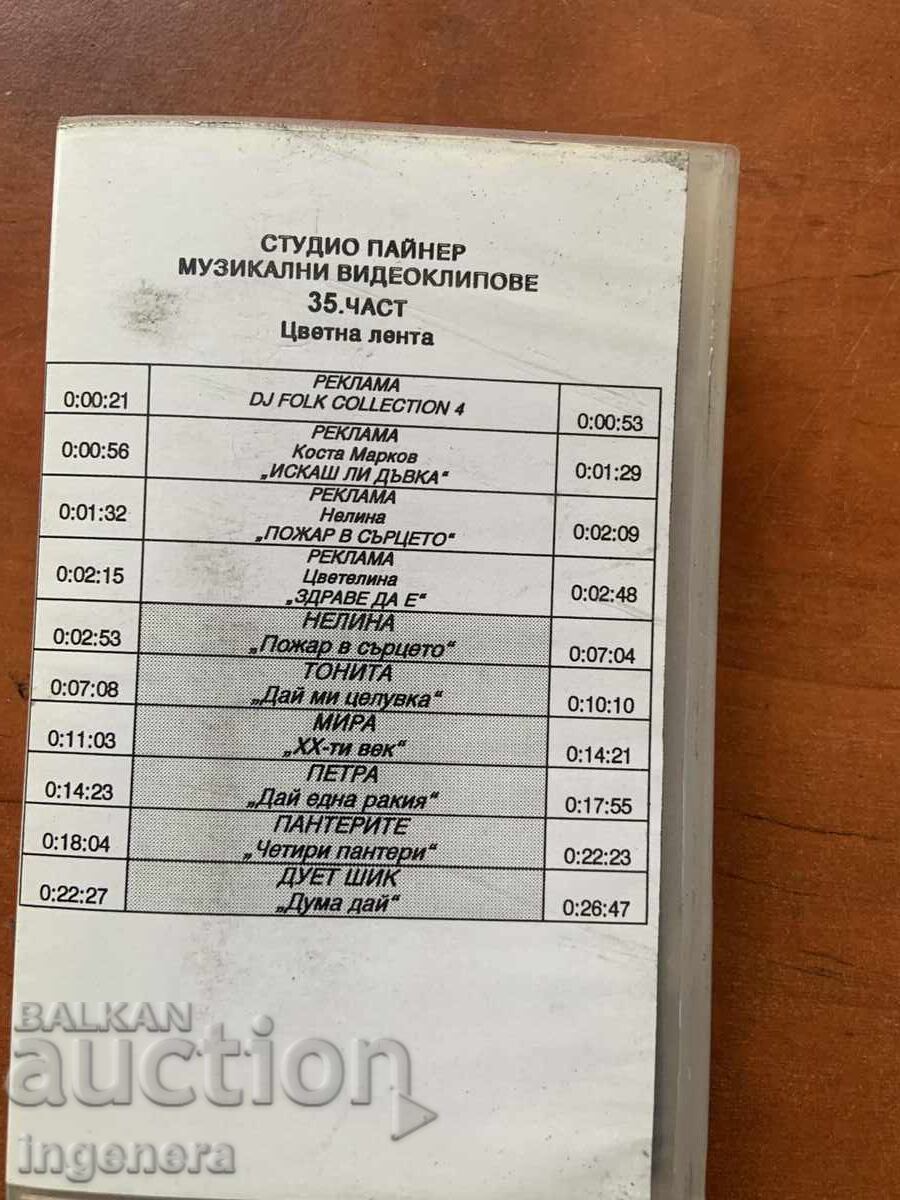 СТУДИО ПАЙНЕР
МУЗИКАЛНИ ВИДЕОКЛИПОВЕ
35.ЧАСТ
Цветна лента
РЕКЛАМА
0:00:21 DJ FOLK COLLECTION 4 0:00:53
РЕКЛАМА
0:00:56 Коста Марков 0:01:29
„ИСКАШ ЛИ ДЪВКА“
РЕКЛАМА
0:01:32 Нелина 0:02:09
„ПОЖАР В СЪРЦЕТО“
РЕКЛАМА
0:02:15 Цветелина 0:02:48
„ЗДРАВЕ ДА Е“
НЕЛИНА
0:02:53 „Пожар в сърцето“ 0:07:04
ТОНИТА
0:07:08 „Дай ми целувка“ 0:10:10
МИРА
0:11:03 „ХХ-ти век“ 0:14:21
ПЕТРА
0:14:23 „Дай една ракия“ 0:17:55
ПАНТЕРИТЕ
0:18:04 „Четири пантери“ 0:22:23
ДУЕТ ШИК
0:22:27 „Дума дай“ 0:26:47
BALKAN
auction
ingenera